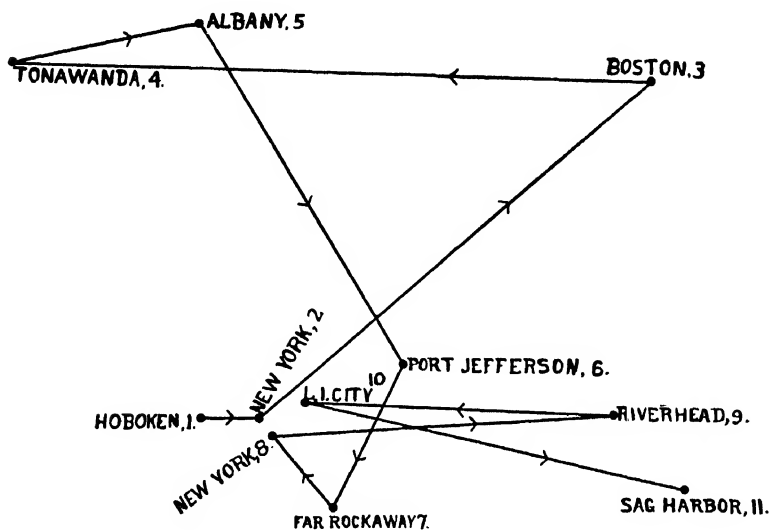 ALBANY, 5
TONAWANDA, 4.
BOSTON, 3
NEW YORK, 2
PORT JEFFERSON, 6.
L.I. CITY 10
HOBOKEN, 1.
RIVERHEAD, 9.
NEW YORK, 8.
SAG HARBOR, 11.
FAR ROCKAWAY 7.